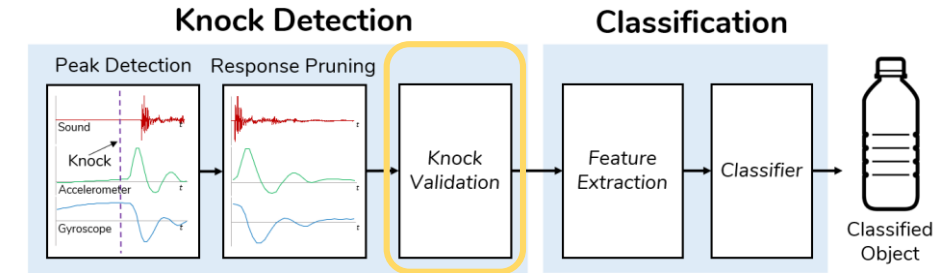 Knock Detection
Classification
Peak Detection
Response Pruning
Sound
t
Knock
Accelerometer
t
Gyroscope
t
t
t
t
Knock
Validation
Feature
Extraction
Classifier
Classified
Object